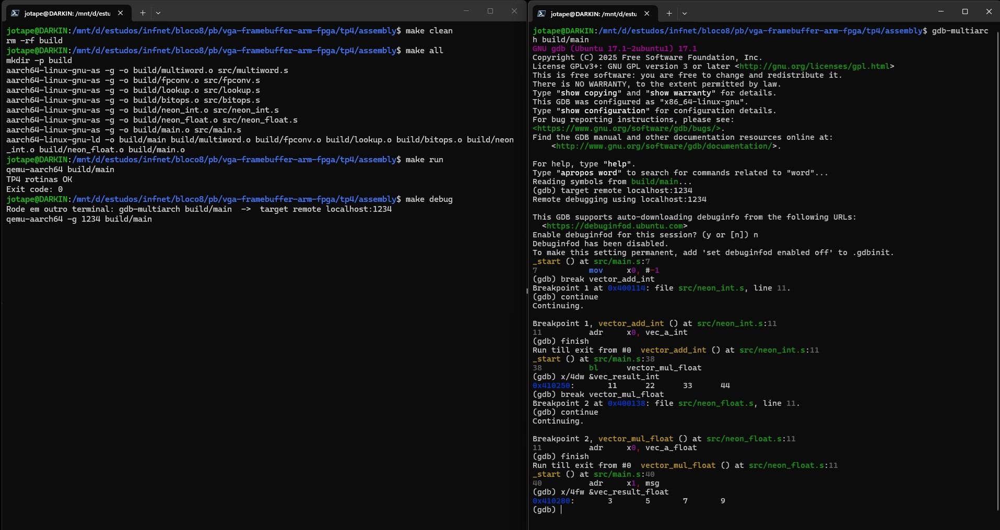 jotape@DARKIN: /mnt/d/estu
jotape@DARKIN:/mnt/d/estudos/infnet/bloco8/pb/vga-framebuffer-arm-fpga/tp4/assembly$ make clean
rm -rf build
jotape@DARKIN:/mnt/d/estudos/infnet/bloco8/pb/vga-framebuffer-arm-fpga/tp4/assembly$ make all
mkdir -p build
aarch64-linux-gnu-as -g -o build/multiword.o src/multiword.s
aarch64-linux-gnu-as -g -o build/fpconv.o src/fpconv.s
aarch64-linux-gnu-as -g -o build/lookup.o src/lookup.s
aarch64-linux-gnu-as -g -o build/bitops.o src/bitops.s
aarch64-linux-gnu-as -g -o build/neon_int.o src/neon_int.s
aarch64-linux-gnu-as -g -o build/neon_float.o src/neon_float.s
aarch64-linux-gnu-as -g -o build/main.o src/main.s
aarch64-linux-gnu-ld -o build/main build/multiword.o build/fpconv.o build/lookup.o build/bitops.o build/neon
_int.o build/neon_float.o build/main.o
jotape@DARKIN:/mnt/d/estudos/infnet/bloco8/pb/vga-framebuffer-arm-fpga/tp4/assembly$ make run
qemu-aarch64 build/main
TP4 rotinas OK
Exit code: 0
jotape@DARKIN:/mnt/d/estudos/infnet/bloco8/pb/vga-framebuffer-arm-fpga/tp4/assembly$ make debug
Rode em outro terminal: gdb-multiarch build/main  ->  target remote localhost:1234
qemu-aarch64 -g 1234 build/main
jotape@DARKIN: /mnt/d/estu
jotape@DARKIN:/mnt/d/estudos/infnet/bloco8/pb/vga-framebuffer-arm-fpga/tp4/assembly$ gdb-multiarc
h build/main
GNU gdb (Ubuntu 17.1-2ubuntu1) 17.1
Copyright (C) 2025 Free Software Foundation, Inc.
License GPLv3+: GNU GPL version 3 or later <http://gnu.org/licenses/gpl.html>
This is free software: you are free to change and redistribute it.
There is NO WARRANTY, to the extent permitted by law.
Type "show copying" and "show warranty" for details.
This GDB was configured as "x86_64-linux-gnu".
Type "show configuration" for configuration details.
For bug reporting instructions, please see:
<https://www.gnu.org/software/gdb/bugs/>.
Find the GDB manual and other documentation resources online at:
    <http://www.gnu.org/software/gdb/documentation/>.
For help, type "help".
Type "apropos word" to search for commands related to "word"...
Reading symbols from build/main...
(gdb) target remote localhost:1234
Remote debugging using localhost:1234
This GDB supports auto-downloading debuginfo from the following URLs:
  <https://debuginfod.ubuntu.com>
Enable debuginfod for this session? (y or [n]) n
Debuginfod has been disabled.
To make this setting permanent, add 'set debuginfod enabled off' to .gdbinit.
_start () at src/main.s:7
7           mov     x0, #-1
(gdb) break vector_add_int
Breakpoint 1 at 0x400114: file src/neon_int.s, line 11.
(gdb) continue
Continuing.
Breakpoint 1, vector_add_int () at src/neon_int.s:11
11          adr     x0, vec_a_int
(gdb) finish
Run till exit from #0  vector_add_int () at src/neon_int.s:11
_start () at src/main.s:38
38          bl      vector_mul_float
(gdb) x/4dw &vec_result_int
0x410250:       11      22      33      44
(gdb) break vector_mul_float
Breakpoint 2 at 0x400138: file src/neon_float.s, line 11.
(gdb) continue
Continuing.
Breakpoint 2, vector_mul_float () at src/neon_float.s:11
11          adr     x0, vec_a_float
(gdb) finish
Run till exit from #0  vector_mul_float () at src/neon_float.s:11
_start () at src/main.s:40
40          adr     x1, msg
(gdb) x/4fw &vec_result_float
0x410280:       3       5       7       9
(gdb)